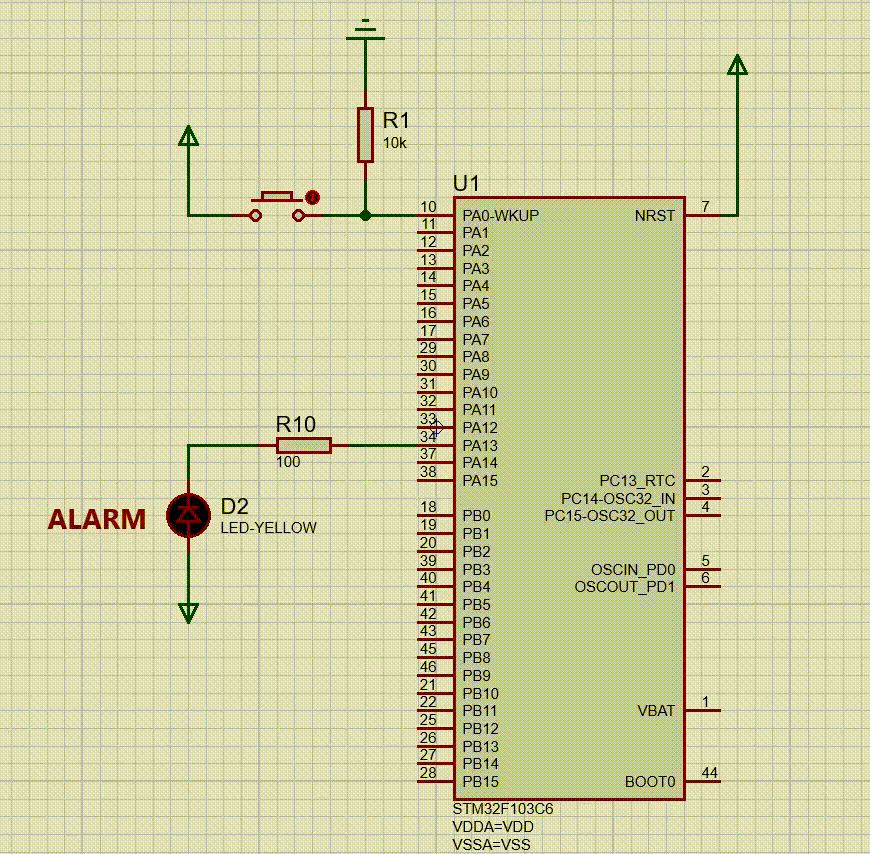 R1
10k
U1
10 PA0-WKUP NRST 7
11 PA1
12 PA2
13 PA3
14 PA4
15 PA5
16 PA6
17 PA7
29 PA8
30 PA9
31 PA10
32 PA11
33 PA12
R10
34 PA13
100
37 PA14
38 PA15 PC13_RTC 2
PC14-OSC32_IN 3
D2
18 PB0 PC15-OSC32_OUT 4
ALARM
LED-YELLOW
19 PB1
20 PB2
39 PB3 OSCIN_PD0 5
40 PB4 OSCOUT_PD1 6
41 PB5
42 PB6
43 PB7
45 PB8
46 PB9
21 PB10
22 PB11 VBAT 1
25 PB12
26 PB13
27 PB14
28 PB15 BOOT0 44
STM32F103C6
VDDA=VDD
VSSA=VSS